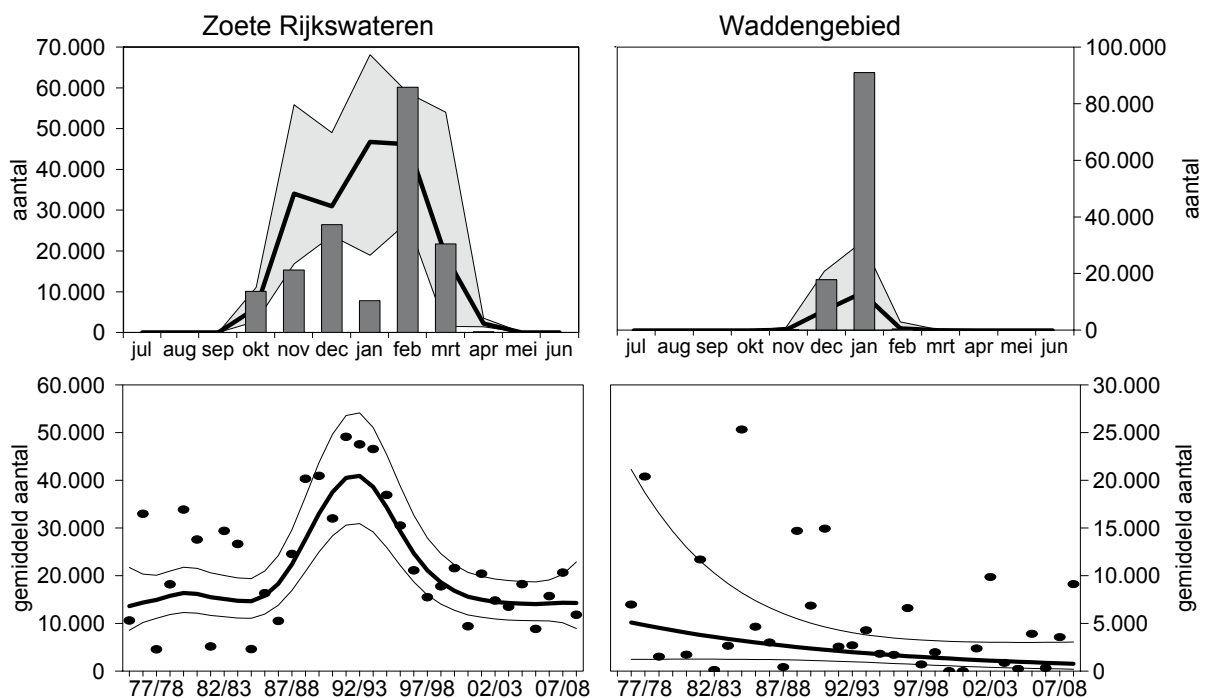 Zoete Rijkswateren
Waddengebied
70.000
60.000
50.000
40.000
30.000
20.000
10.000
0
aantal
jul aug sep okt nov dec jan feb mrt apr mei jun
100.000
80.000
60.000
40.000
20.000
0
aantal
jul aug sep okt nov dec jan feb mrt apr mei jun
60.000
50.000
40.000
30.000
20.000
10.000
0
gemiddeld aantal
77/78 82/83 87/88 92/93 97/98 02/03 07/08
30.000
25.000
20.000
15.000
10.000
5.000
0
gemiddeld aantal
77/78 82/83 87/88 92/93 97/98 02/03 07/08